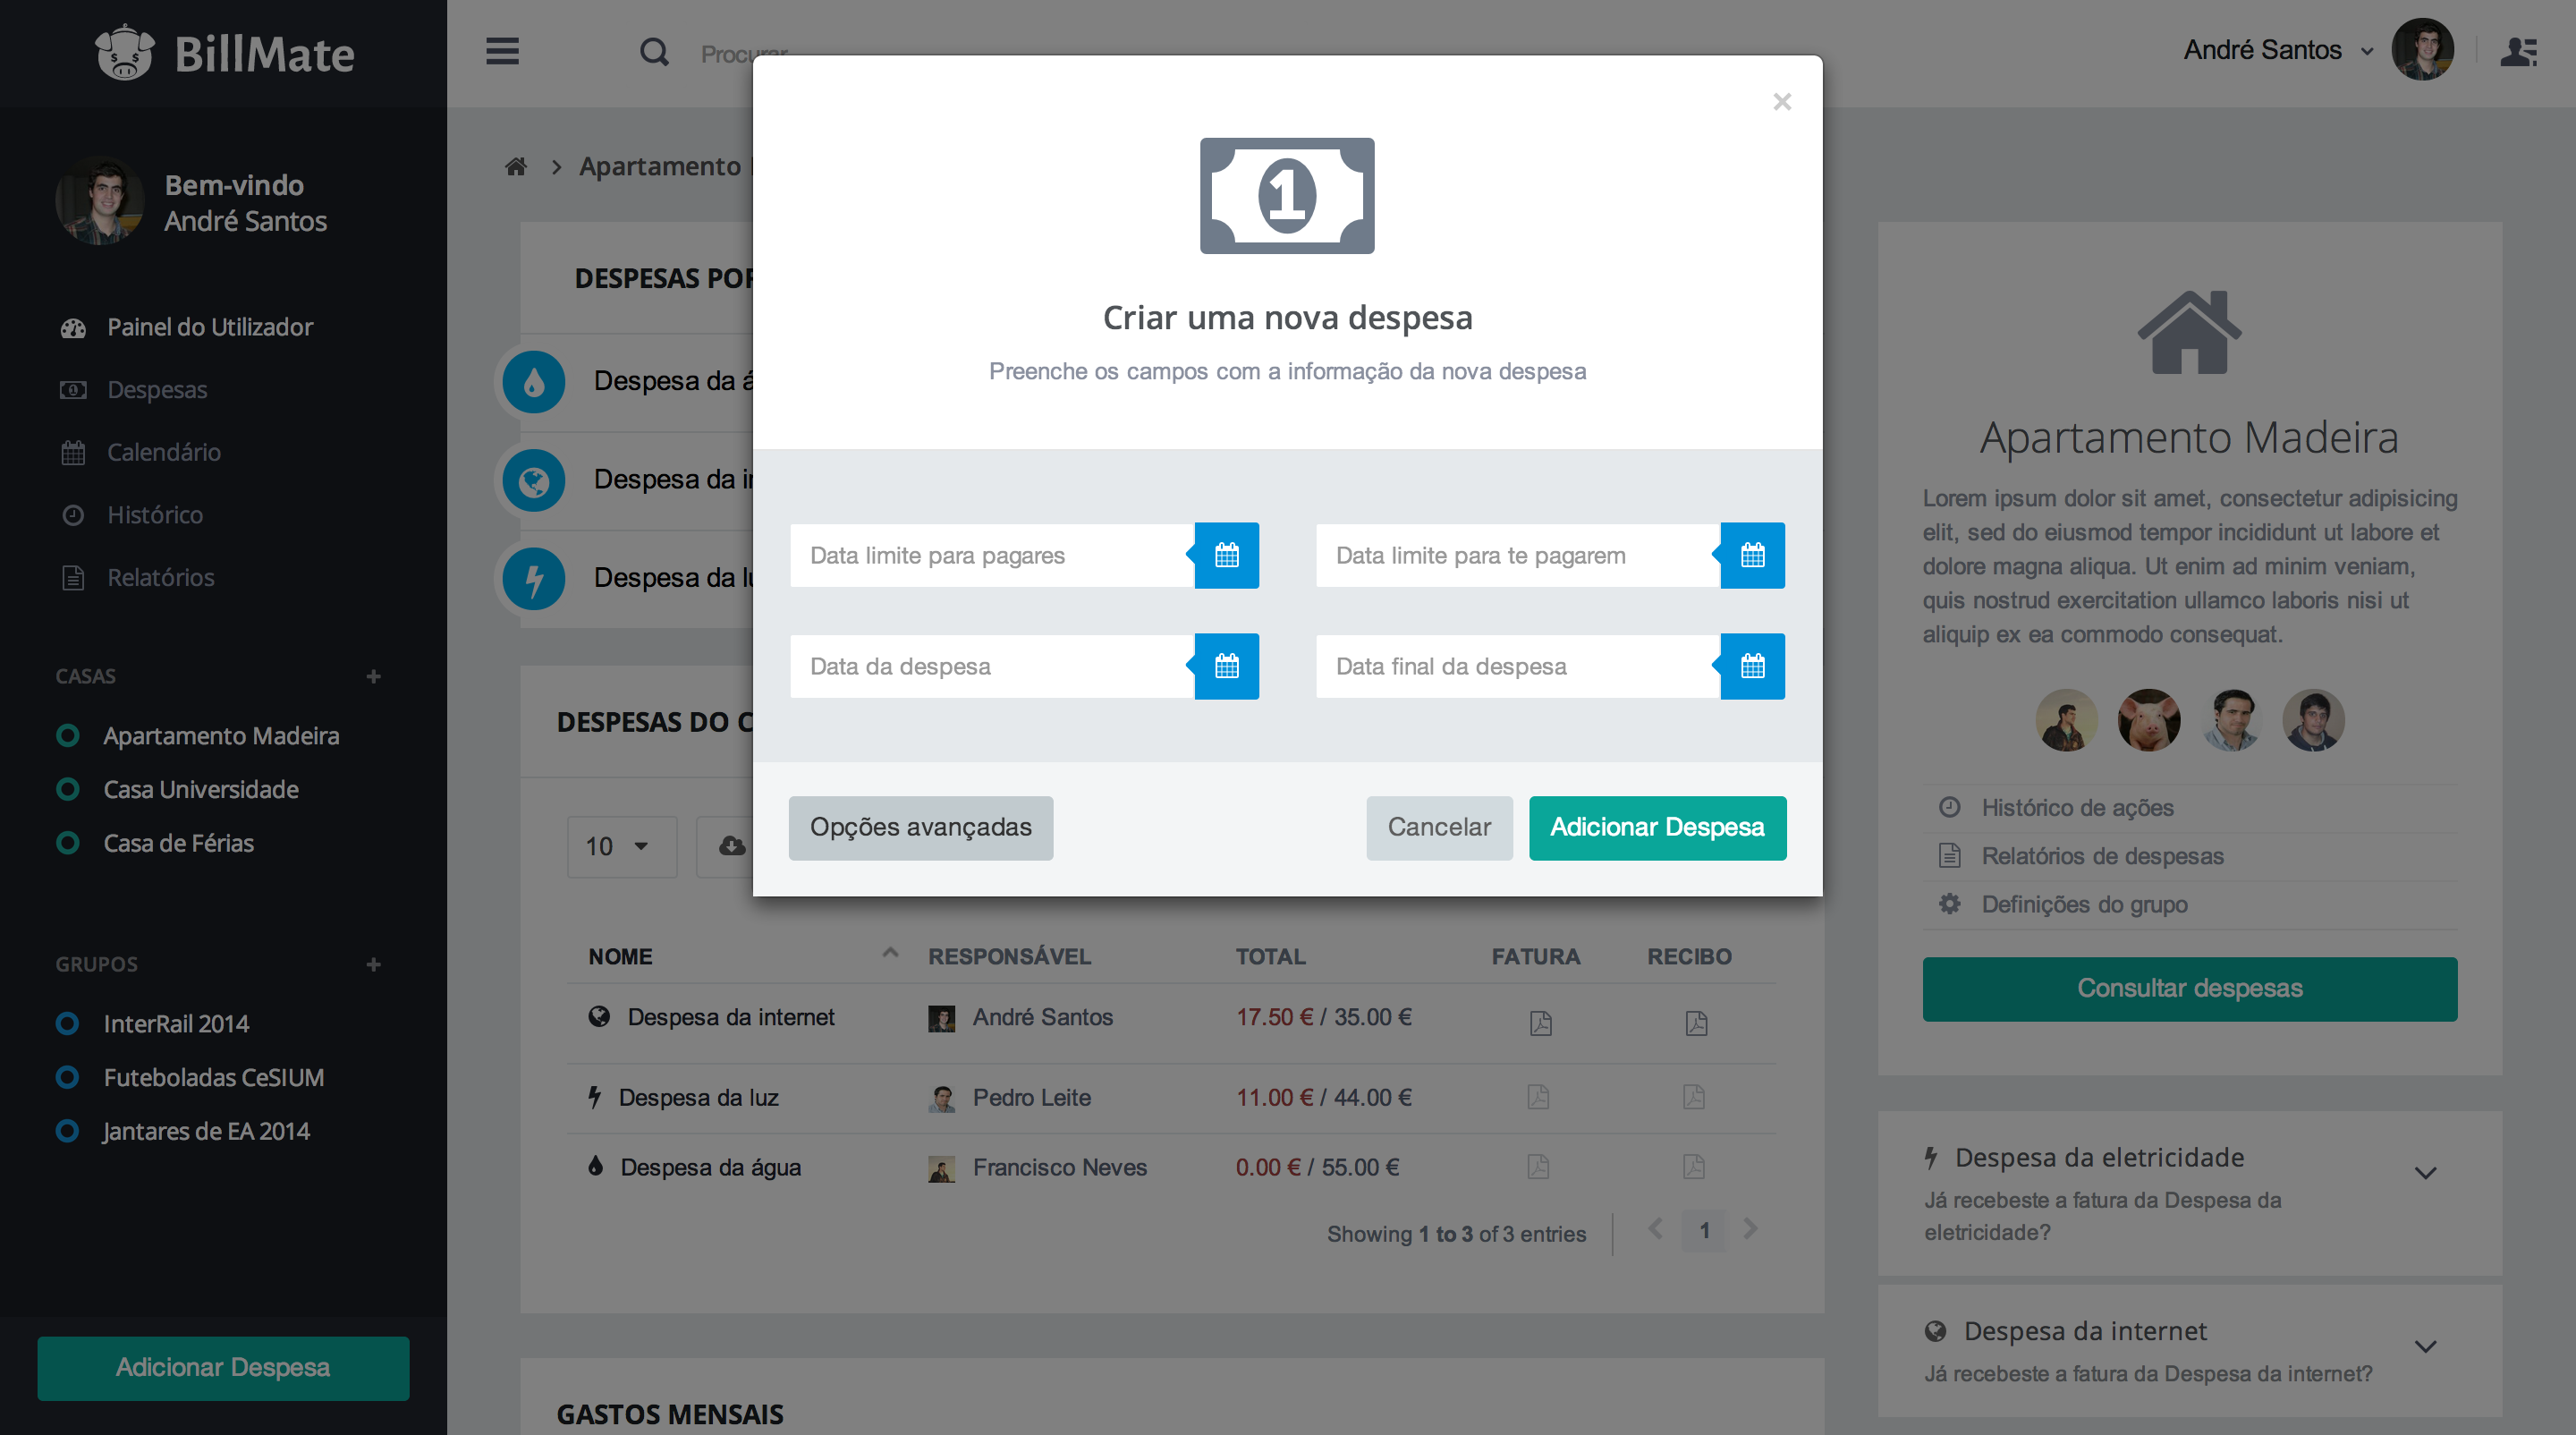 BillMate
André Santos
Bem-vindo
André Santos
Painel do Utilizador
Despesas
Calendário
Histórico
Relatórios
CASAS
Apartamento Madeira
Casa Universidade
Casa de Férias
GRUPOS
InterRail 2014
Futeboladas CeSIUM
Jantares de EA 2014
Adicionar Despesa
Procurar
Apartamento
DESPESAS
Despesa da
Despesa da
Despesa da
DESPESAS DO
10
×
1
Criar uma nova despesa
Preenche os campos com a informação da nova despesa
Data limite para pagares
Data limite para te pagarem
Data da despesa
Data final da despesa
Opções avançadas
Cancelar
Adicionar Despesa
NOME RESPONSÁVEL TOTAL FATURA RECIBO
Despesa da internet André Santos 17.50 € / 35.00 €
Despesa da luz Pedro Leite 11.00 € / 44.00 €
Despesa da água Francisco Neves 0.00 € / 55.00 €
Showing 1 to 3 of 3 entries
1
GASTOS MENSAIS
Apartamento Madeira
Lorem ipsum dolor sit amet, consectetur adipisicing
elit, sed do eiusmod tempor incididunt ut labore et
dolore magna aliqua. Ut enim ad minim veniam,
quis nostrud exercitation ullamco laboris nisi ut
aliquip ex ea commodo consequat.
Histórico de ações
Relatórios de despesas
Definições do grupo
Consultar despesas
Despesa da eletricidade
Já recebeste a fatura da Despesa da
eletricidade?
Despesa da internet
Já recebeste a fatura da Despesa da internet?